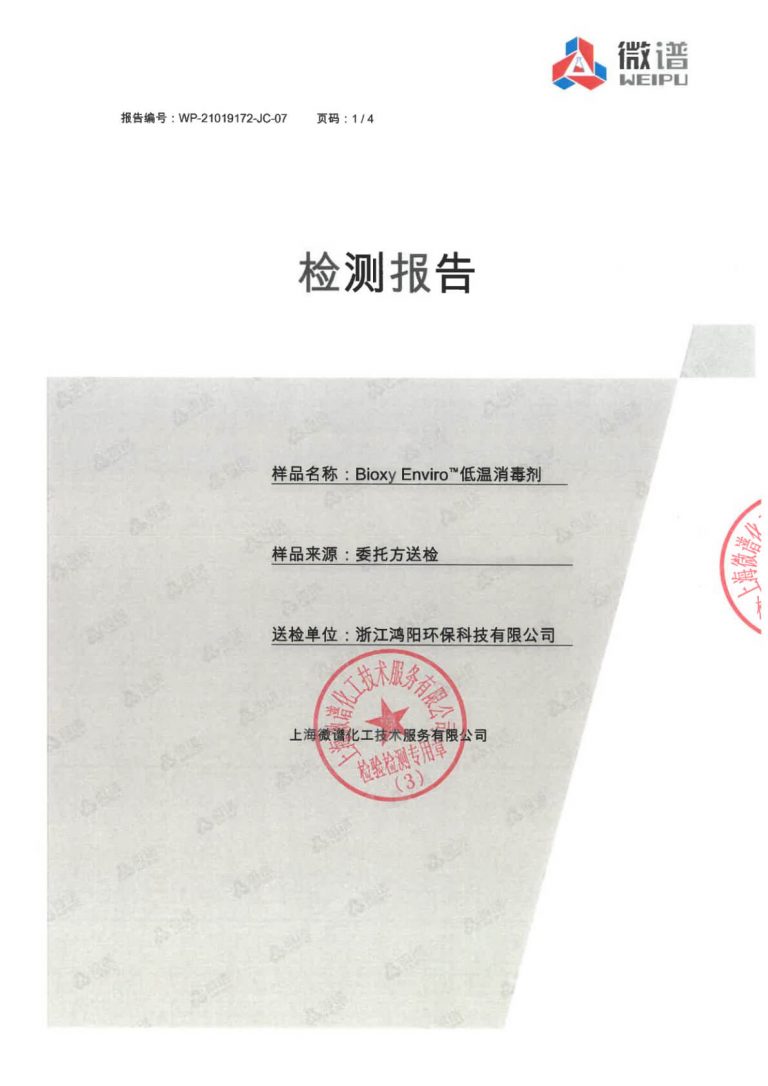 微谱
WEIPU
报告编号：WP-21019172-JC-07 页码：1 / 4
检测报告
样品名称：Bioxy Enviro™低温消毒剂
样品来源：委托方送检
送检单位：浙江鸿阳环保科技有限公司
上海微谱化工技术服务有限公司
上海微谱化工技术服务有限公司
检验检测专用章
(3)
上海微谱化